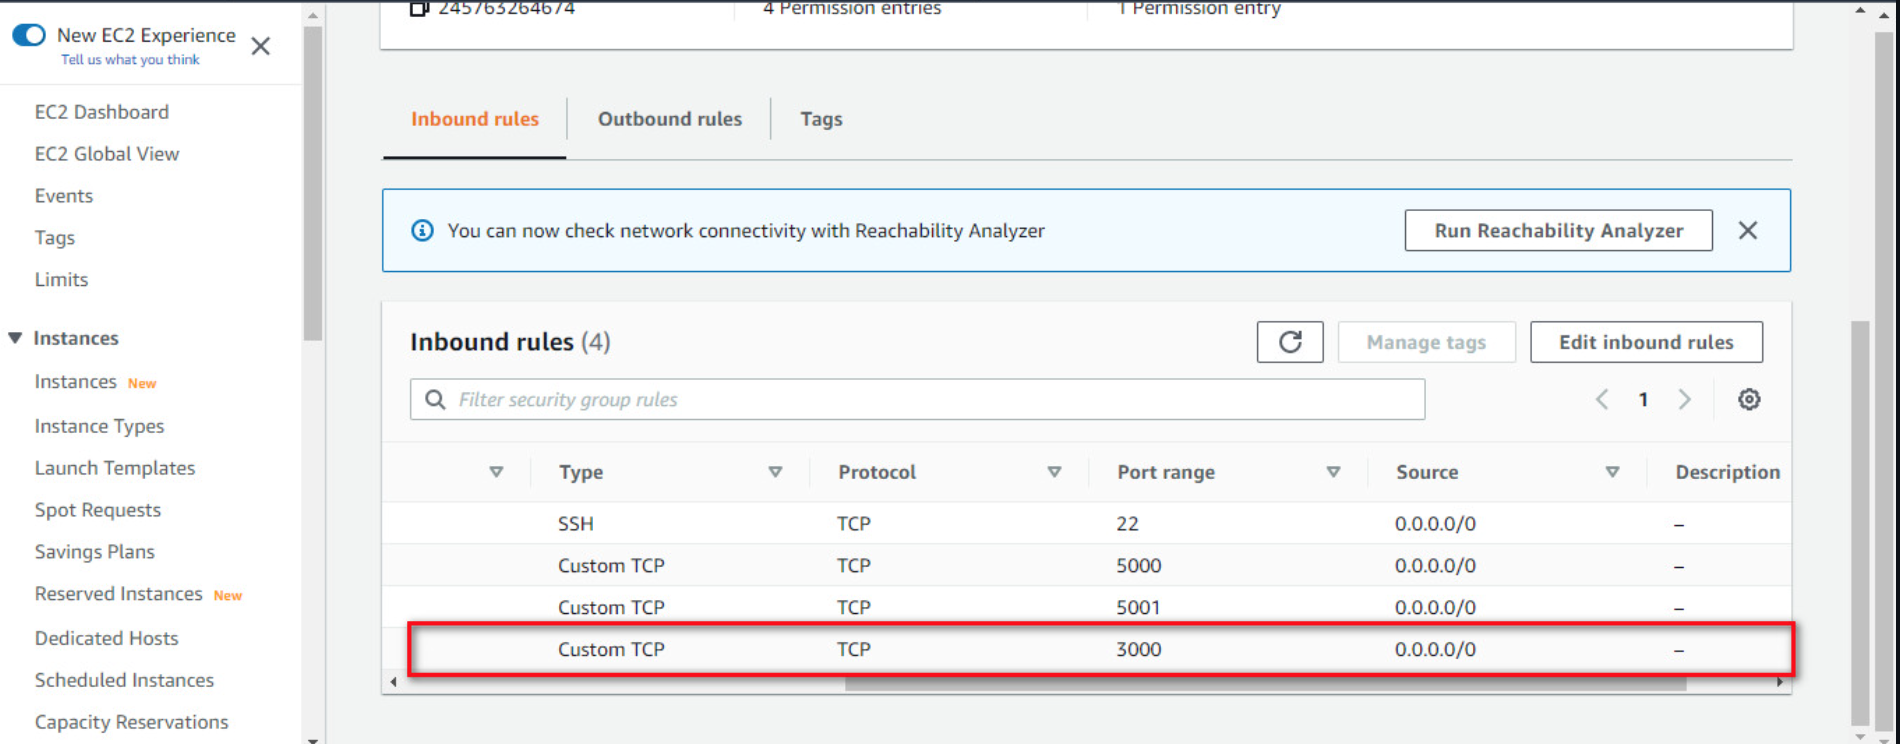 245763264674
4 Permission entries
1 Permission entry
New EC2 Experience
Tell us what you think
EC2 Dashboard
EC2 Global View
Events
Tags
Limits
Instances
Instances New
Instance Types
Launch Templates
Spot Requests
Savings Plans
Reserved Instances New
Dedicated Hosts
Scheduled Instances
Capacity Reservations
Inbound rules
Outbound rules
Tags
You can now check network connectivity with Reachability Analyzer
Run Reachability Analyzer
Inbound rules (4)
Manage tags
Edit inbound rules
Filter security group rules
1
Type Protocol Port range Source Description
SSH TCP 22 0.0.0.0/0 –
Custom TCP TCP 5000 0.0.0.0/0 –
Custom TCP TCP 5001 0.0.0.0/0 –
Custom TCP TCP 3000 0.0.0.0/0 –